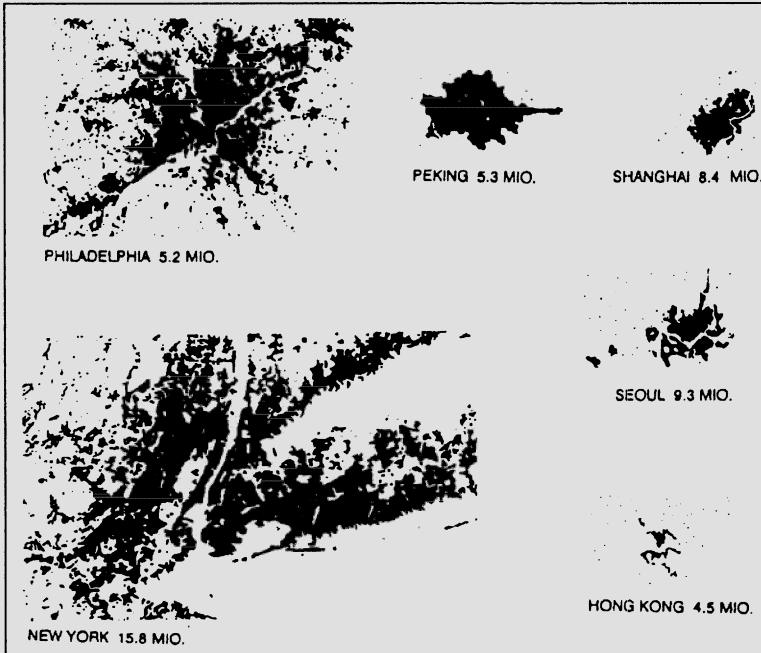 PEKING 5.3 MIO.
SHANGHAI 8.4 MIO.
PHILADELPHIA 5.2 MIO.
SEOUL 9.3 MIO.
HONG KONG 4.5 MIO.
NEW YORK 15.8 MIO.